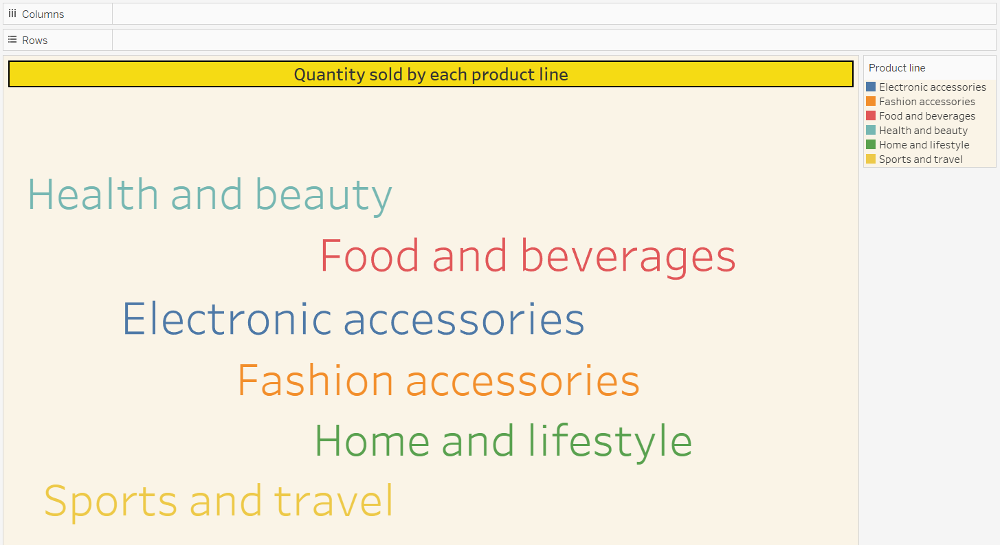 Columns
Rows
Quantity sold by each product line
Product line
Electronic accessories
Fashion accessories
Food and beverages
Health and beauty
Home and lifestyle
Sports and travel
Health and beauty
Food and beverages
Electronic accessories
Fashion accessories
Home and lifestyle
Sports and travel